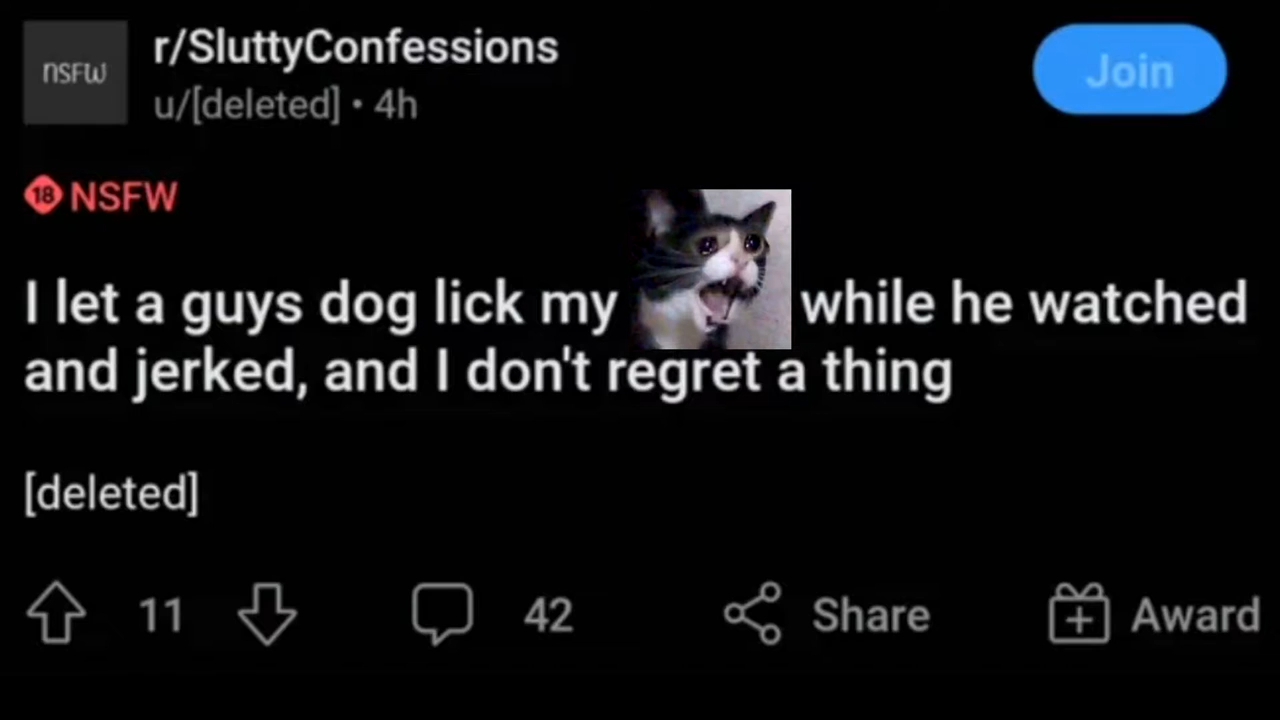 nsfw
r/SluttyConfessions
u/[deleted] • 4h
Join
18 NSFW
I let a guys dog lick my while he watched
and jerked, and I don't regret a thing
[deleted]
11 42 Share Award